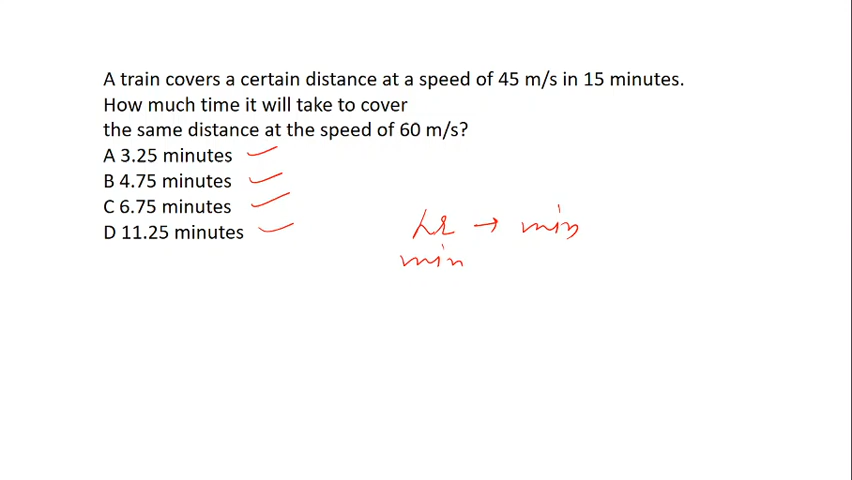 A train covers a certain distance at a speed of 45 m/s in 15 minutes.
How much time it will take to cover
the same distance at the speed of 60 m/s?
A 3.25 minutes
B 4.75 minutes
C 6.75 minutes
D 11.25 minutes
hr → min
min